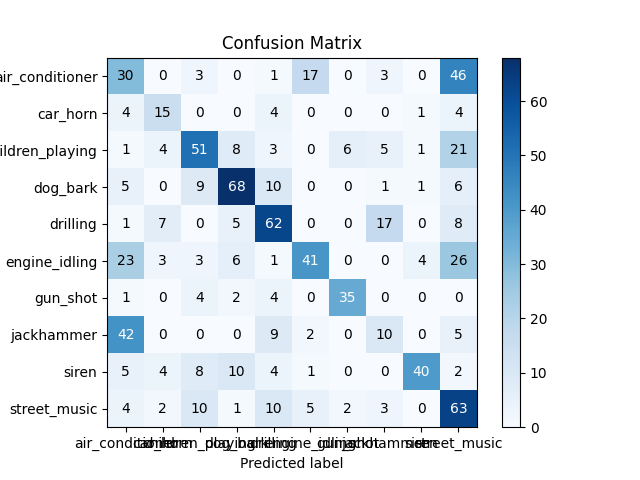 Confusion Matrix
air_conditioner 30 0 3 0 1 17 0 3 0 46
car_horn 4 15 0 0 4 0 0 0 1 4
ildren_playing 1 4 51 8 3 0 6 5 1 21
dog_bark 5 0 9 68 10 0 0 1 1 6
drilling 1 7 0 5 62 0 0 17 0 8
engine_idling 23 3 3 6 1 41 0 0 4 26
gun_shot 1 0 4 2 4 0 35 0 0 0
jackhammer 42 0 0 0 9 2 0 10 0 5
siren 5 4 8 10 4 1 0 0 40 2
street_music 4 2 10 1 10 5 2 3 0 63
60
50
40
30
20
10
0
Predicted label